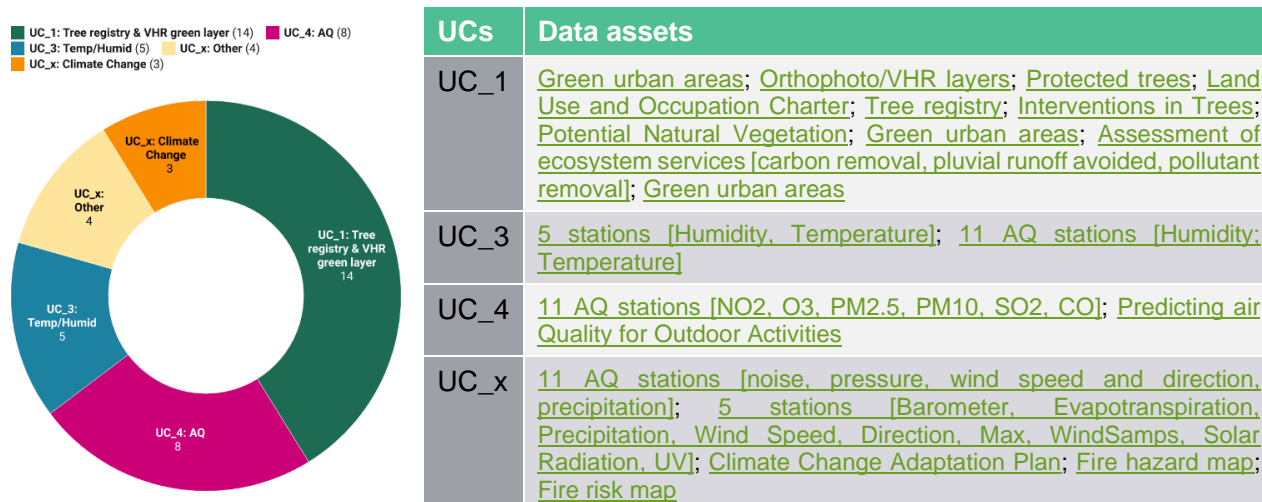 UC_1: Tree registry & VHR green layer (14) UC_4: AQ (8)
UC_3: Temp/Humid (5) UC_x: Other (4)
UC_x: Climate Change (3)
UC_x: Climate
Change
3
UC_x:
Other
4
UC_1: Tree
registry & VHR
green layer
14
UC_3:
Temp/Humid
5
UC_4: AQ
8
UCs Data assets
UC_1 Green urban areas; Orthophoto/VHR layers; Protected trees; Land
Use and Occupation Charter; Tree registry; Interventions in Trees;
Potential Natural Vegetation; Green urban areas; Assessment of
ecosystem services [carbon removal, pluvial runoff avoided, pollutant
removal]; Green urban areas
UC_3 5 stations [Humidity, Temperature]; 11 AQ stations [Humidity;
Temperature]
UC_4 11 AQ stations [NO2, O3, PM2.5, PM10, SO2, CO]; Predicting air
Quality for Outdoor Activities
UC_x 11 AQ stations [noise, pressure, wind speed and direction,
precipitation]; 5 stations [Barometer, Evapotranspiration,
Precipitation, Wind Speed, Direction, Max, WindSamps, Solar
Radiation, UV]; Climate Change Adaptation Plan; Fire hazard map;
Fire risk map